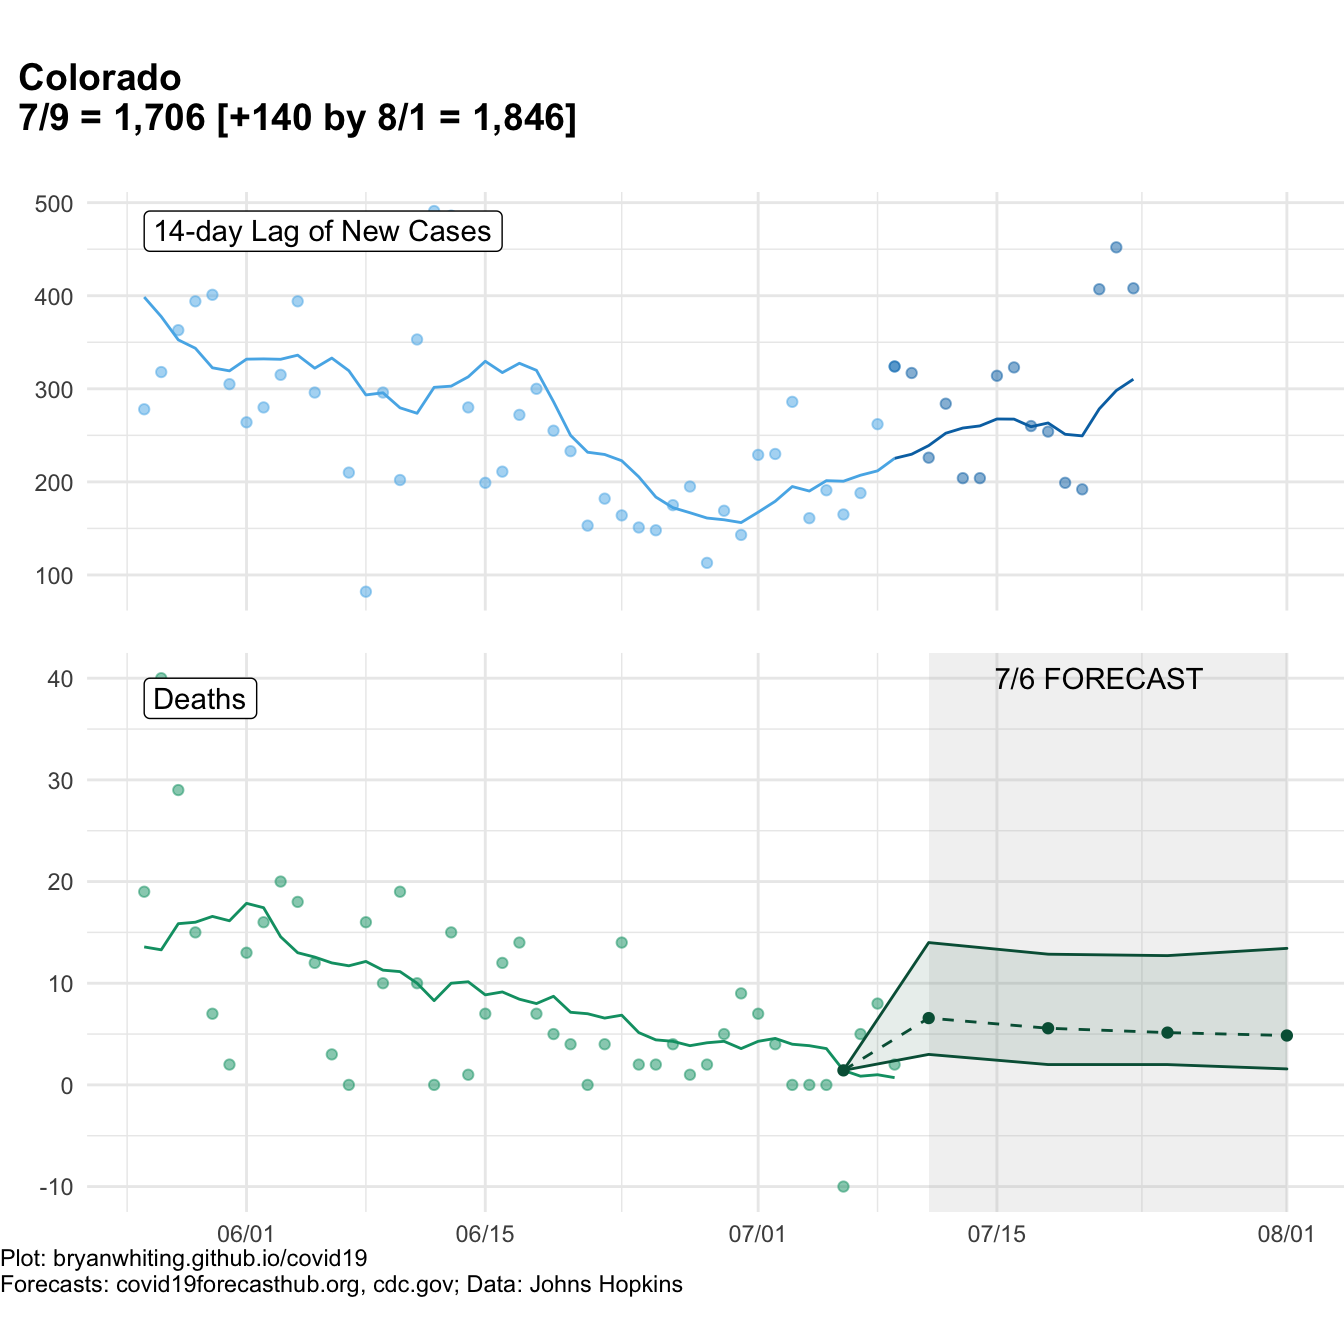 Colorado
7/9 = 1,706 [+140 by 8/1 = 1,846]
500
14-day Lag of New Cases
400
300
200
100
40
7/6 FORECAST
Deaths
30
20
10
0
-10
06/01 06/15 07/01 07/15 08/01
Plot: bryanwhiting.github.io/covid19
Forecasts: covid19forecasthub.org, cdc.gov; Data: Johns Hopkins